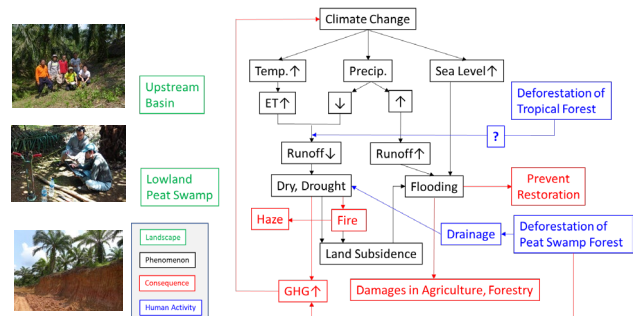 Climate Change
Temp.↑
Precip.
Sea Level↑
Upstream
Basin
ET↑
↓
↑
Deforestation of
Tropical Forest
?
Runoff↓
Runoff↑
Lowland
Peat Swamp
Dry, Drought
Flooding
Prevent
Restoration
Haze
Fire
Drainage
Deforestation of
Peat Swamp Forest
Land Subsidence
Landscape
Phenomenon
Consequence
Human Activity
GHG↑
Damages in Agriculture, Forestry